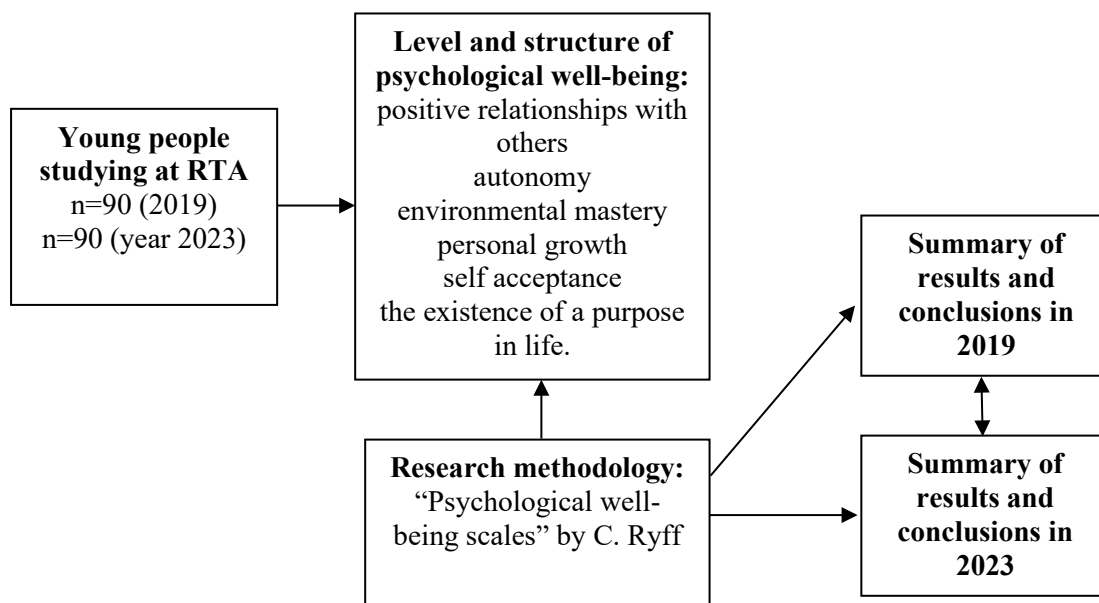 Young people
studying at RTA
n=90 (2019)
n=90 (year 2023)
Level and structure of
psychological well-being:
positive relationships with
others
autonomy
environmental mastery
personal growth
self acceptance
the existence of a purpose
in life.
Research methodology:
“Psychological well-
being scales” by C. Ryff
Summary of
results and
conclusions in
2019
Summary of
results and
conclusions in
2023